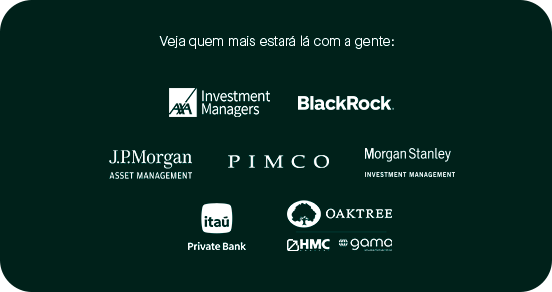 Veja quem mais estará lá com a gente:
AXA Investment
Managers
BlackRock.
J.P.Morgan
ASSET MANAGEMENT
PIMCO
Morgan Stanley
INVESTMENT MANAGEMENT
itaú
Private Bank
OAKTREE
HMC
gama